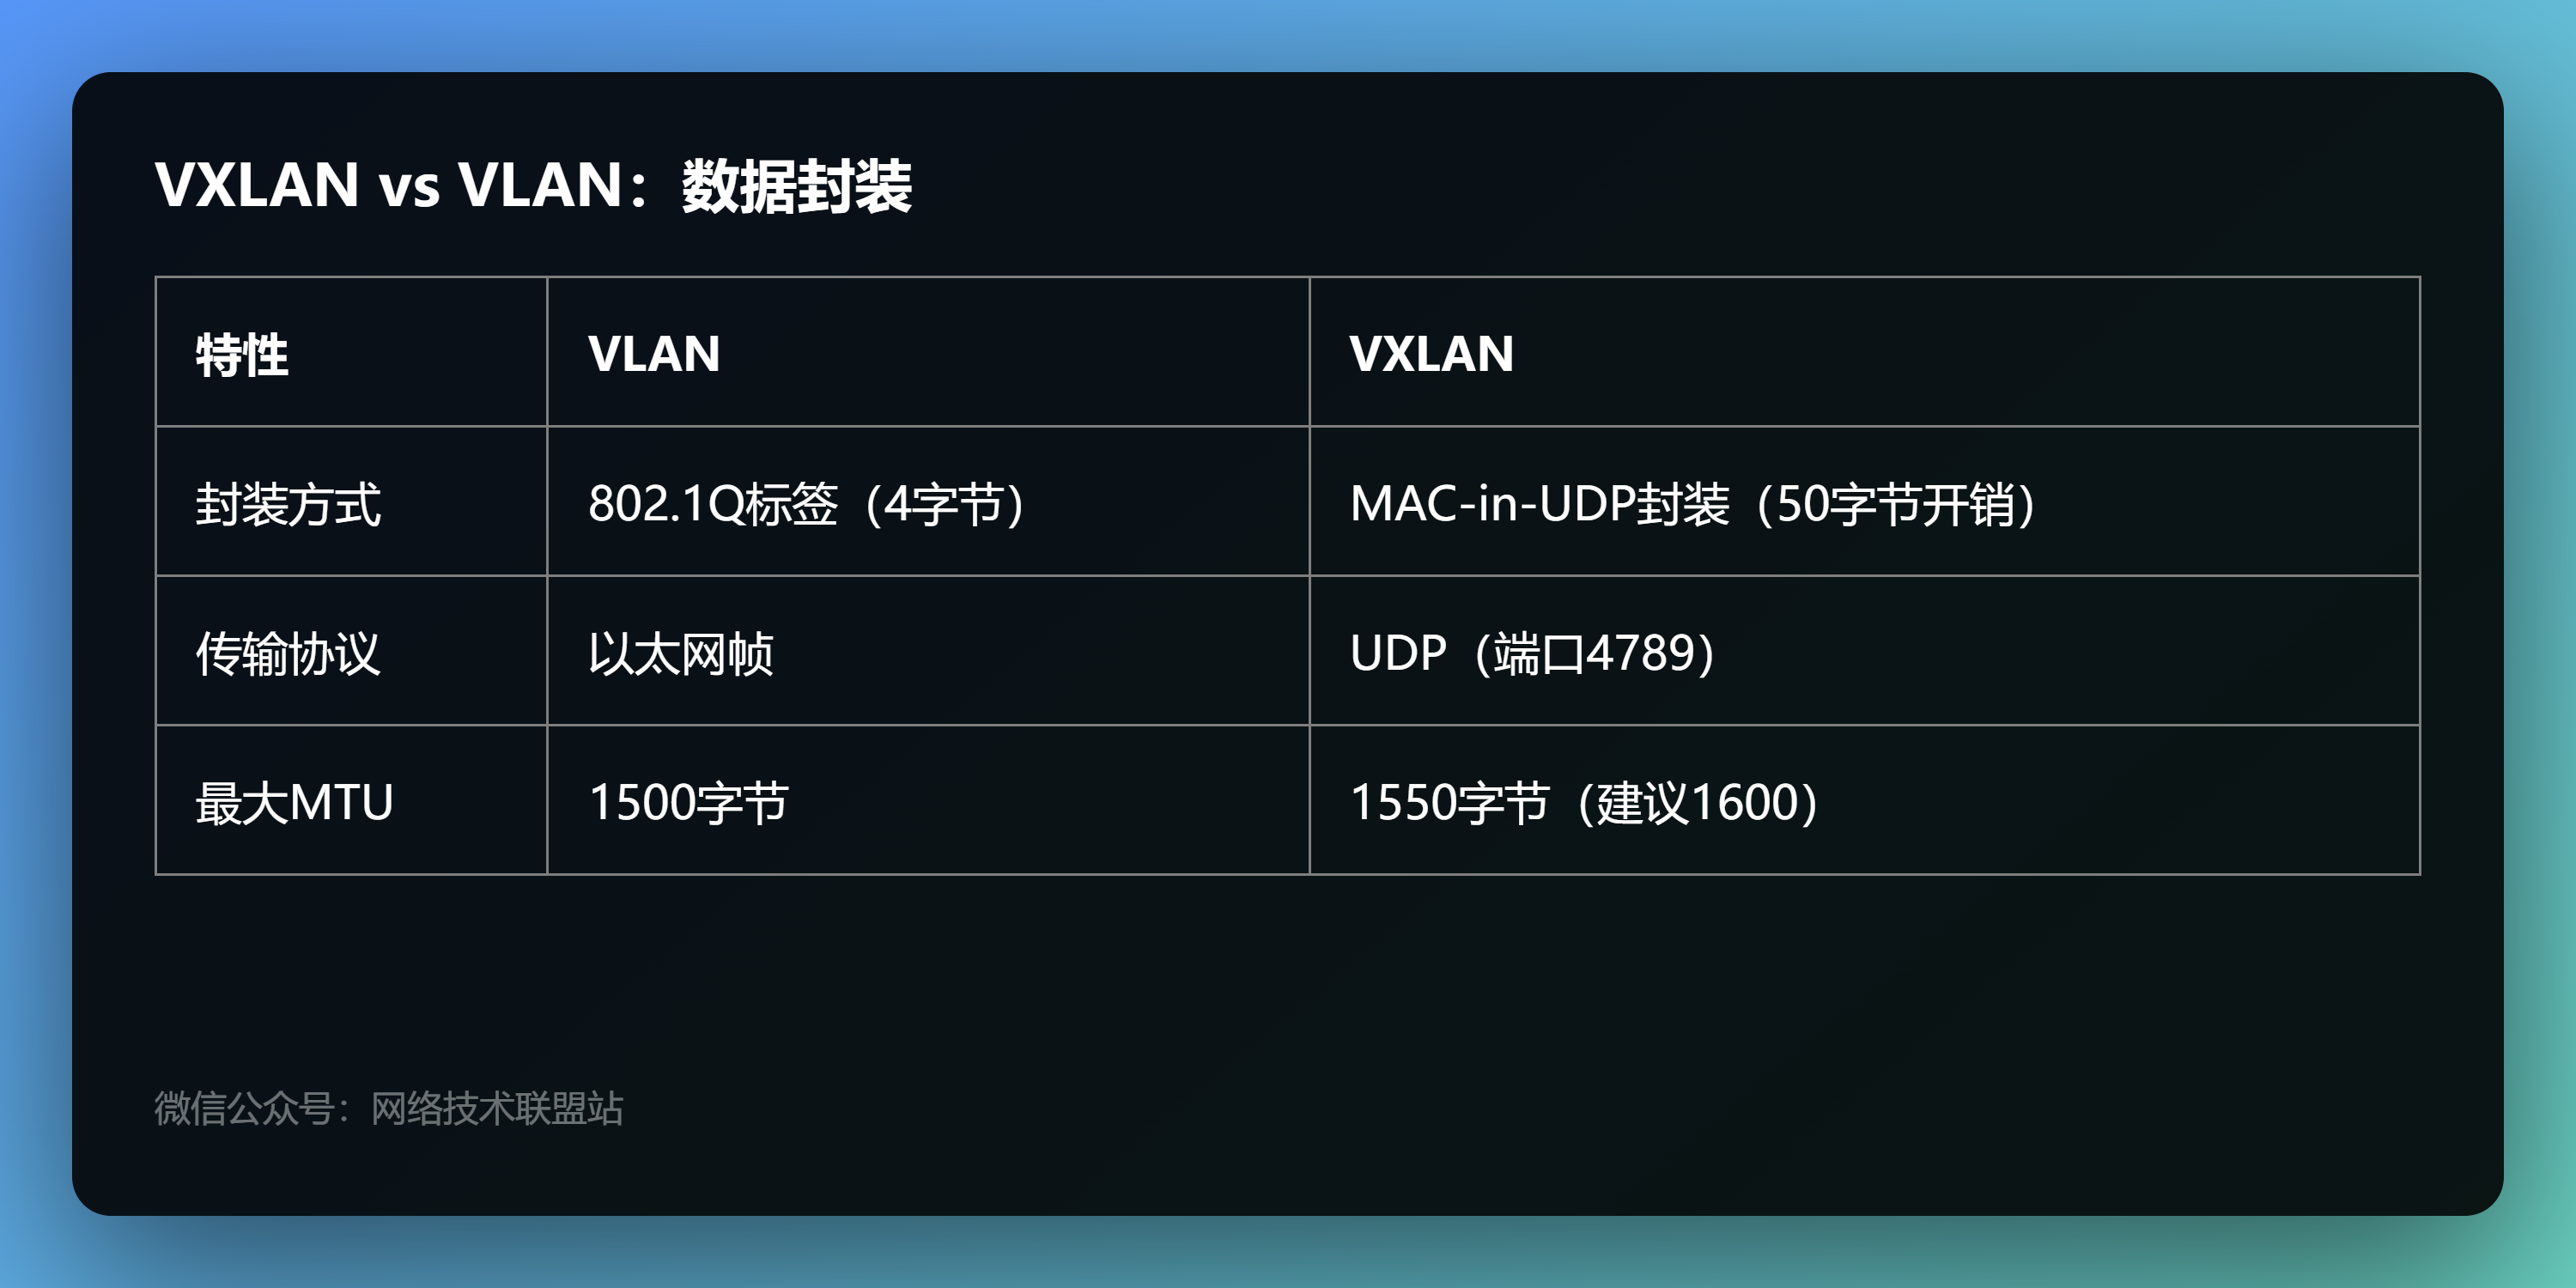 VXLAN vs VLAN：数据封装
特性 VLAN VXLAN
封装方式 802.1Q标签（4字节） MAC-in-UDP封装（50字节开销）
传输协议 以太网帧 UDP（端口4789）
最大MTU 1500字节 1550字节（建议1600）
微信公众号：网络技术联盟站